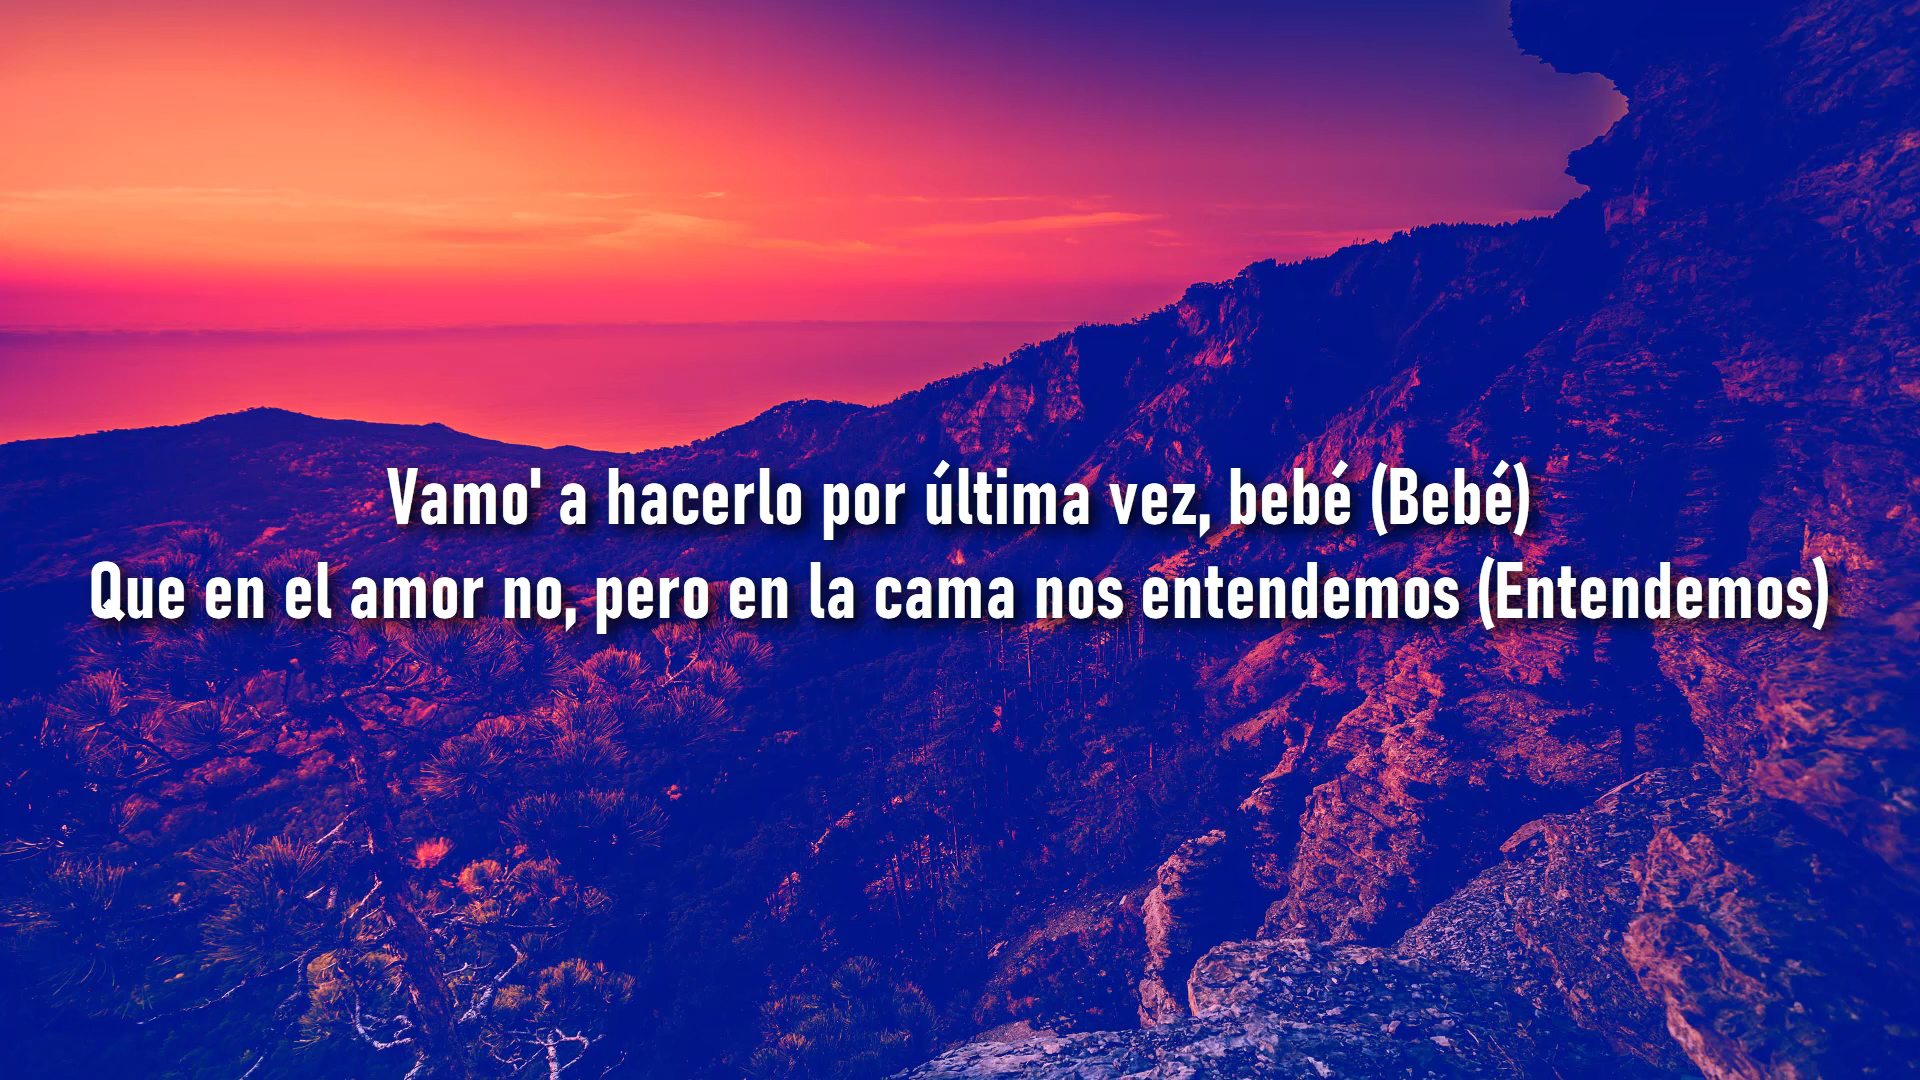 Vamo' a hacerlo por última vez, bebé (Bebé)
Que en el amor no, pero en la cama nos entendemos (Entendemos)